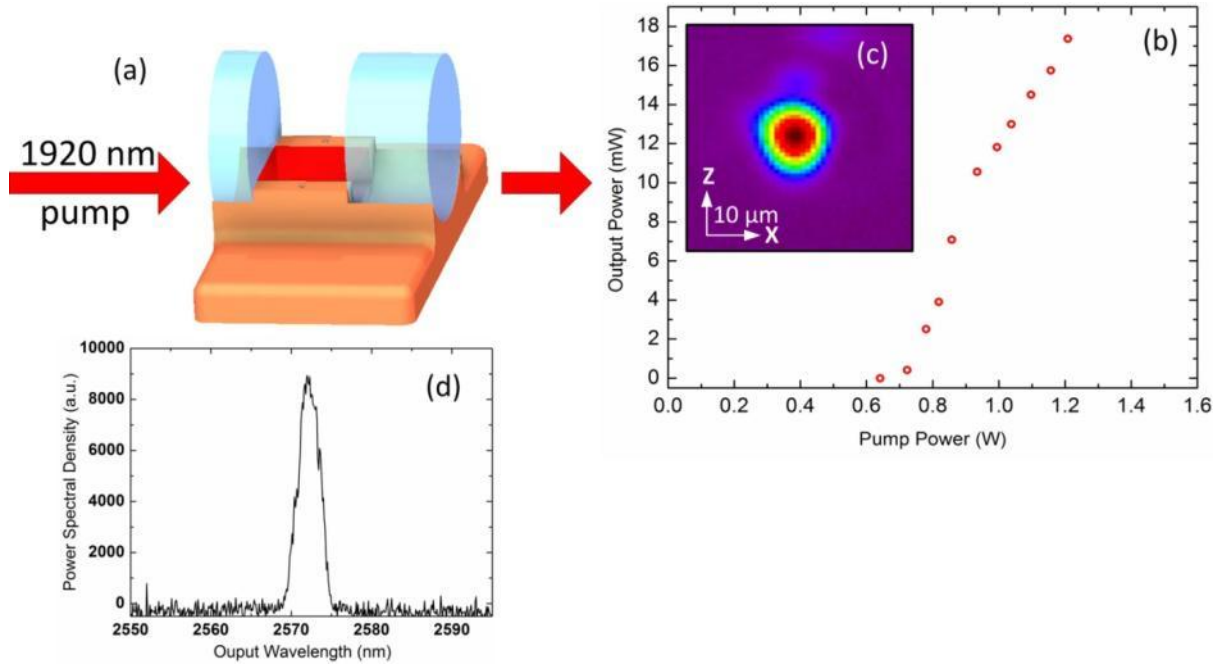 (a)
1920 nm
pump
18
16
14
12
10
8
6
4
2
0
Output Power (mW)
(b)
(c)
Z
10 μm
X
0.0 0.2 0.4 0.6 0.8 1.0 1.2 1.4 1.6
Pump Power (W)
10000
8000
6000
4000
2000
0
Power Spectral Density (a.u.)
(d)
2550 2560 2570 2580 2590
Ouput Wavelength (nm)